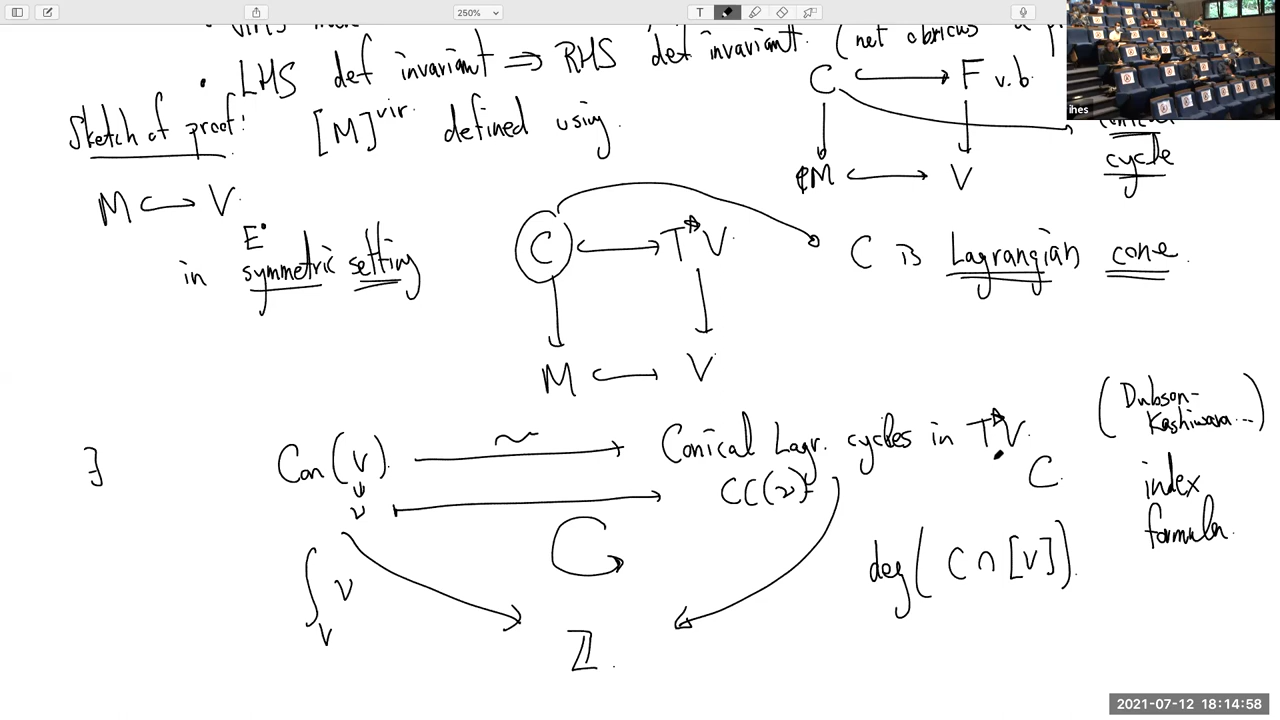 250%
T
• LHS def invariant ⇒ RHS def invariant. (not obvious a
Sketch of proof: [M]^vir. defined using.
C F v.b.
ihes
cycle
M V
M V.
E•
in symmetric setting
C T*V. C is Lagrangian cone.
M V
(Dubson-
Kashiwara...)
∃ Con(V). ~ Conical Lagr. cycles in T*V.
ν CC(ν) C index
formula.
∫_V ν deg(C ∩ [V]).
ℤ.
2021-07-12 18:14:58